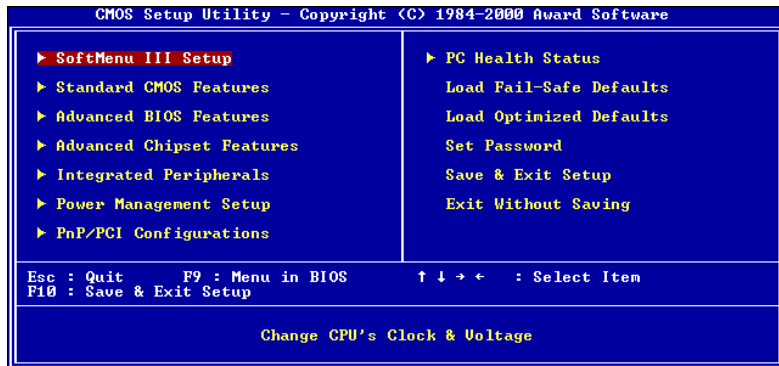 CMOS Setup Utility - Copyright (C) 1984-2000 Award Software
► SoftMenu III Setup
► Standard CMOS Features
► Advanced BIOS Features
► Advanced Chipset Features
► Integrated Peripherals
► Power Management Setup
► PnP/PCI Configurations
► PC Health Status
Load Fail-Safe Defaults
Load Optimized Defaults
Set Password
Save & Exit Setup
Exit Without Saving
Esc : Quit F9 : Menu in BIOS ↑ ↓ → ← : Select Item
F10 : Save & Exit Setup
Change CPU's Clock & Voltage